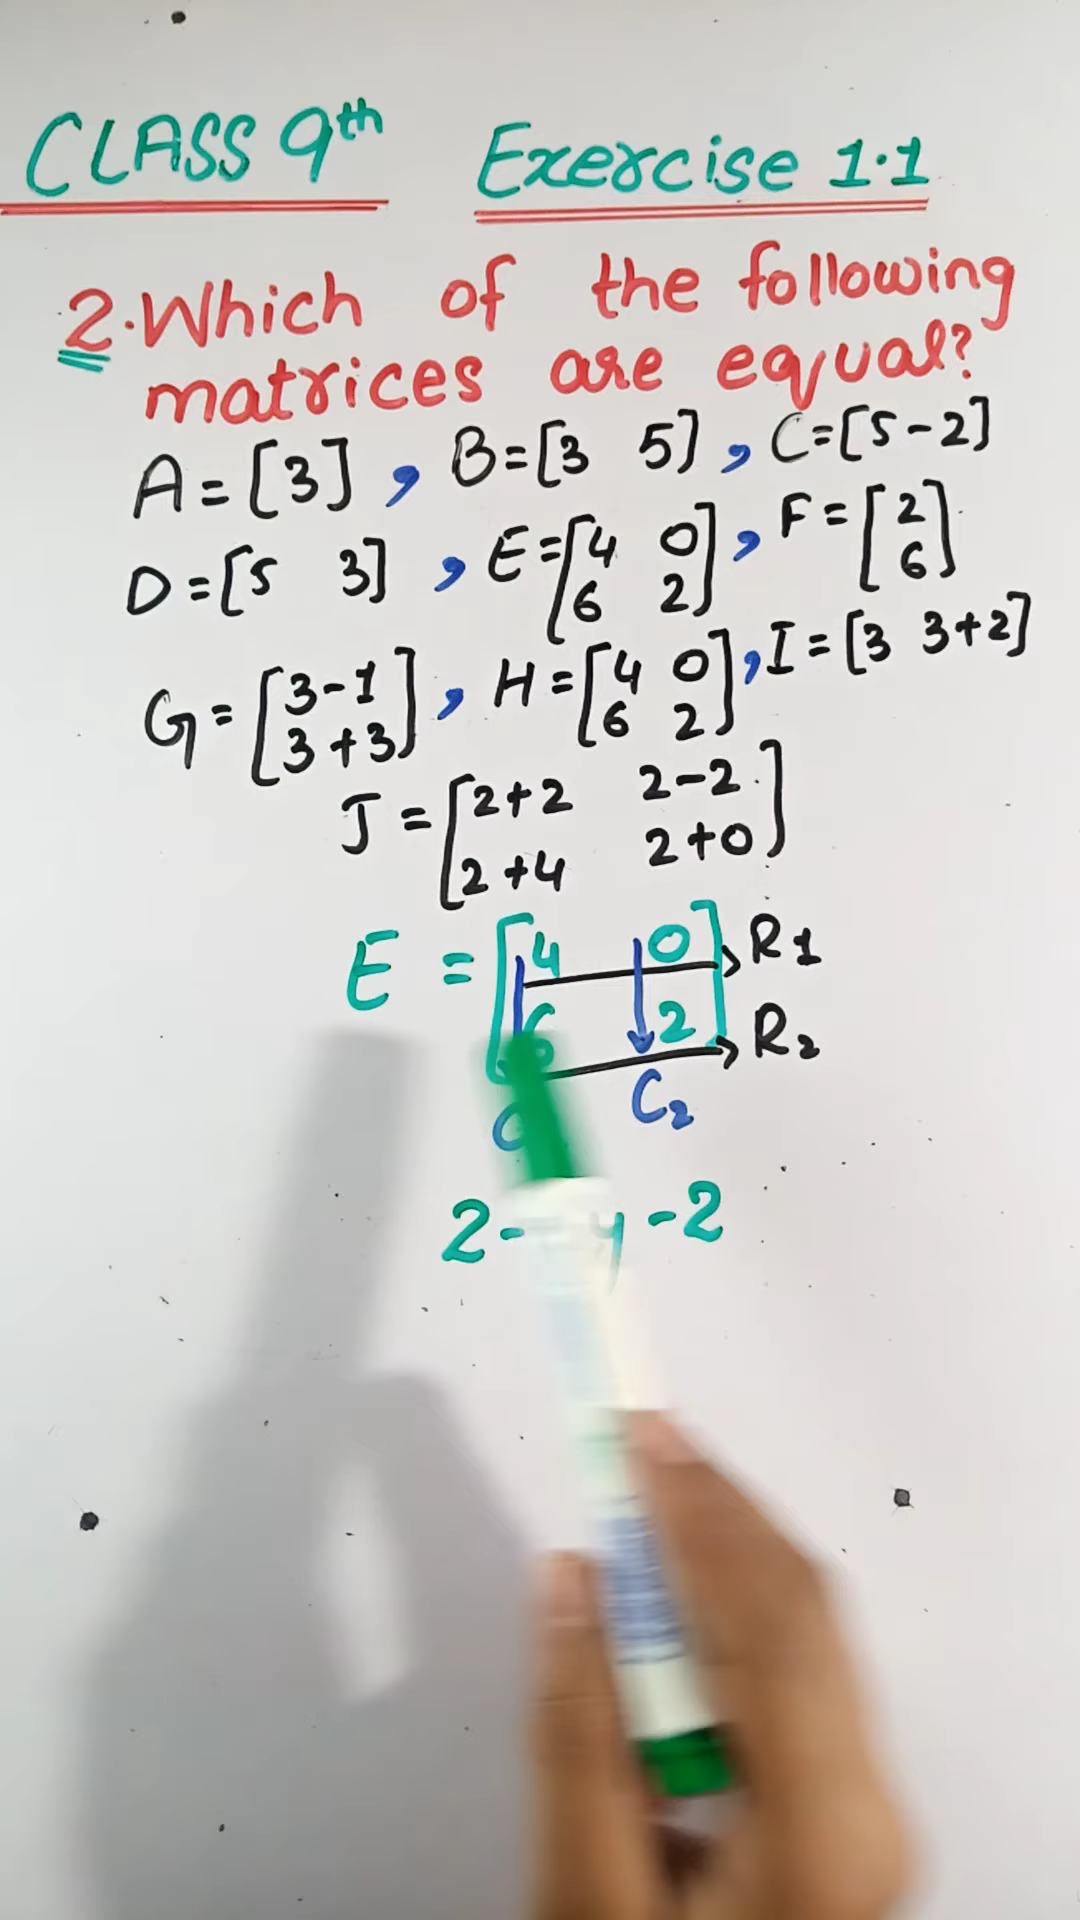 CLASS 9th Exercise 1.1
2. Which of the following
matrices are equal?
A = [3] , B = [3 5] , C = [5-2]
D = [5 3] , E = [4 0 , F = [2
6 2] 6]
G = [3-1 , H = [4 0 , I = [3 3+2]
3+3] 6 2]
J = [2+2 2-2
2+4 2+0]
E = [4 0] R1
6 2 R2
C2
2- y -2